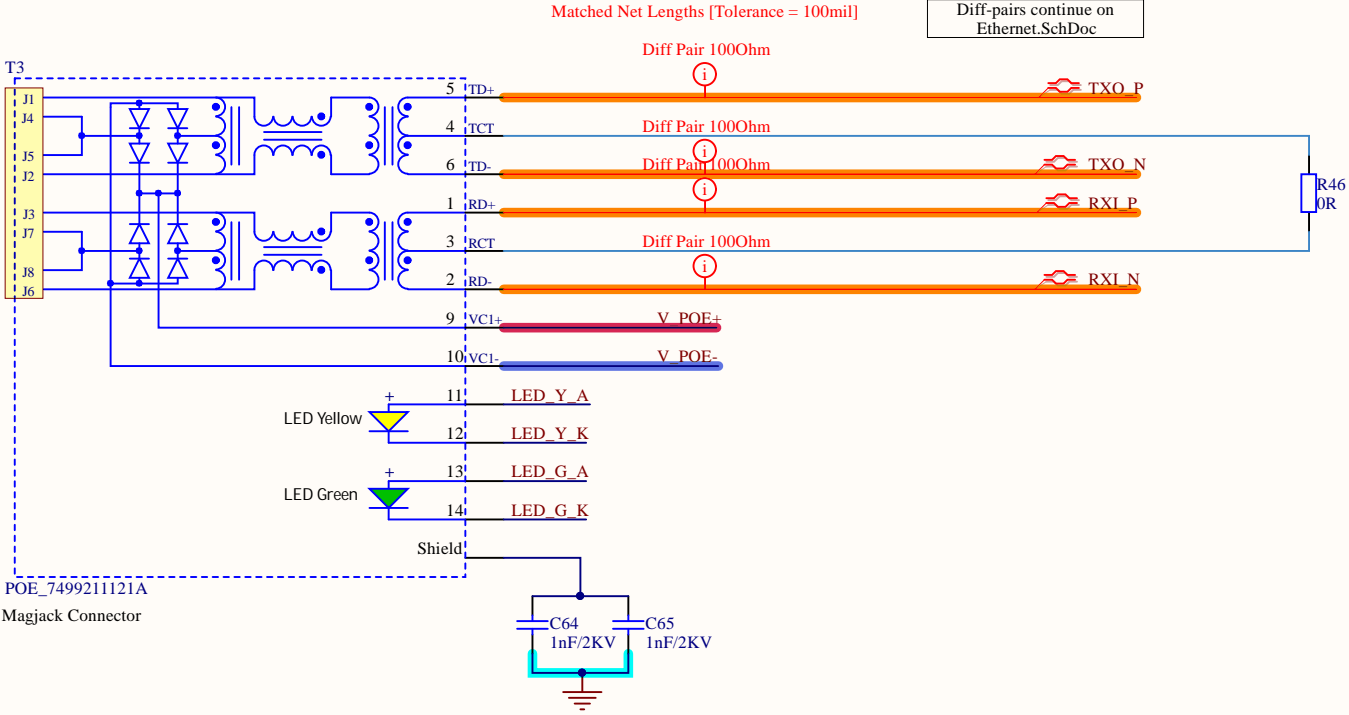 Matched Net Lengths [Tolerance = 100mil]
Diff-pairs continue on
Ethernet.SchDoc
Diff Pair 100Ohm
i
T3
J1
5
TD+
TXO_P
J4
4
TCT
Diff Pair 100Ohm
i
J5
J2
6
TD-
Diff Pair 100Ohm
i
TXO_N
R46
0R
J3
1
RD+
RXI_P
J7
3
RCT
Diff Pair 100Ohm
i
J8
J6
2
RD-
RXI_N
9
VC1+
V_POE+
10
VC1-
V_POE-
+
11
LED_Y_A
LED Yellow
12
LED_Y_K
+
13
LED_G_A
LED Green
14
LED_G_K
Shield
POE_7499211121A
Magjack Connector
C64
1nF/2KV
C65
1nF/2KV